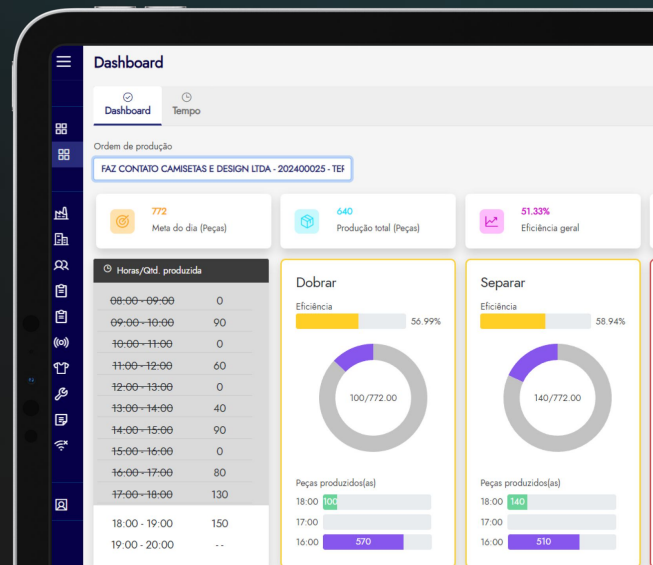 Dashboard
Dashboard
Tempo
Ordem de produção
FAZ CONTATO CAMISETAS E DESIGN LTDA - 202400025 - TEF
772
Meta do dia (Peças)
640
Produção total (Peças)
51.33%
Eficiência geral
Horas/Qtd. produzida
08:00 - 09:00 0
09:00 - 10:00 90
10:00 - 11:00 0
11:00 - 12:00 60
12:00 - 13:00 0
13:00 - 14:00 40
14:00 - 15:00 90
15:00 - 16:00 0
16:00 - 17:00 80
17:00 - 18:00 130
18:00 - 19:00 150
19:00 - 20:00 --
Dobrar
Eficiência
56.99%
100/772.00
Peças produzidos(as)
18:00 100
17:00
16:00 570
Separar
Eficiência
58.94%
140/772.00
Peças produzidos(as)
18:00 140
17:00
16:00 510